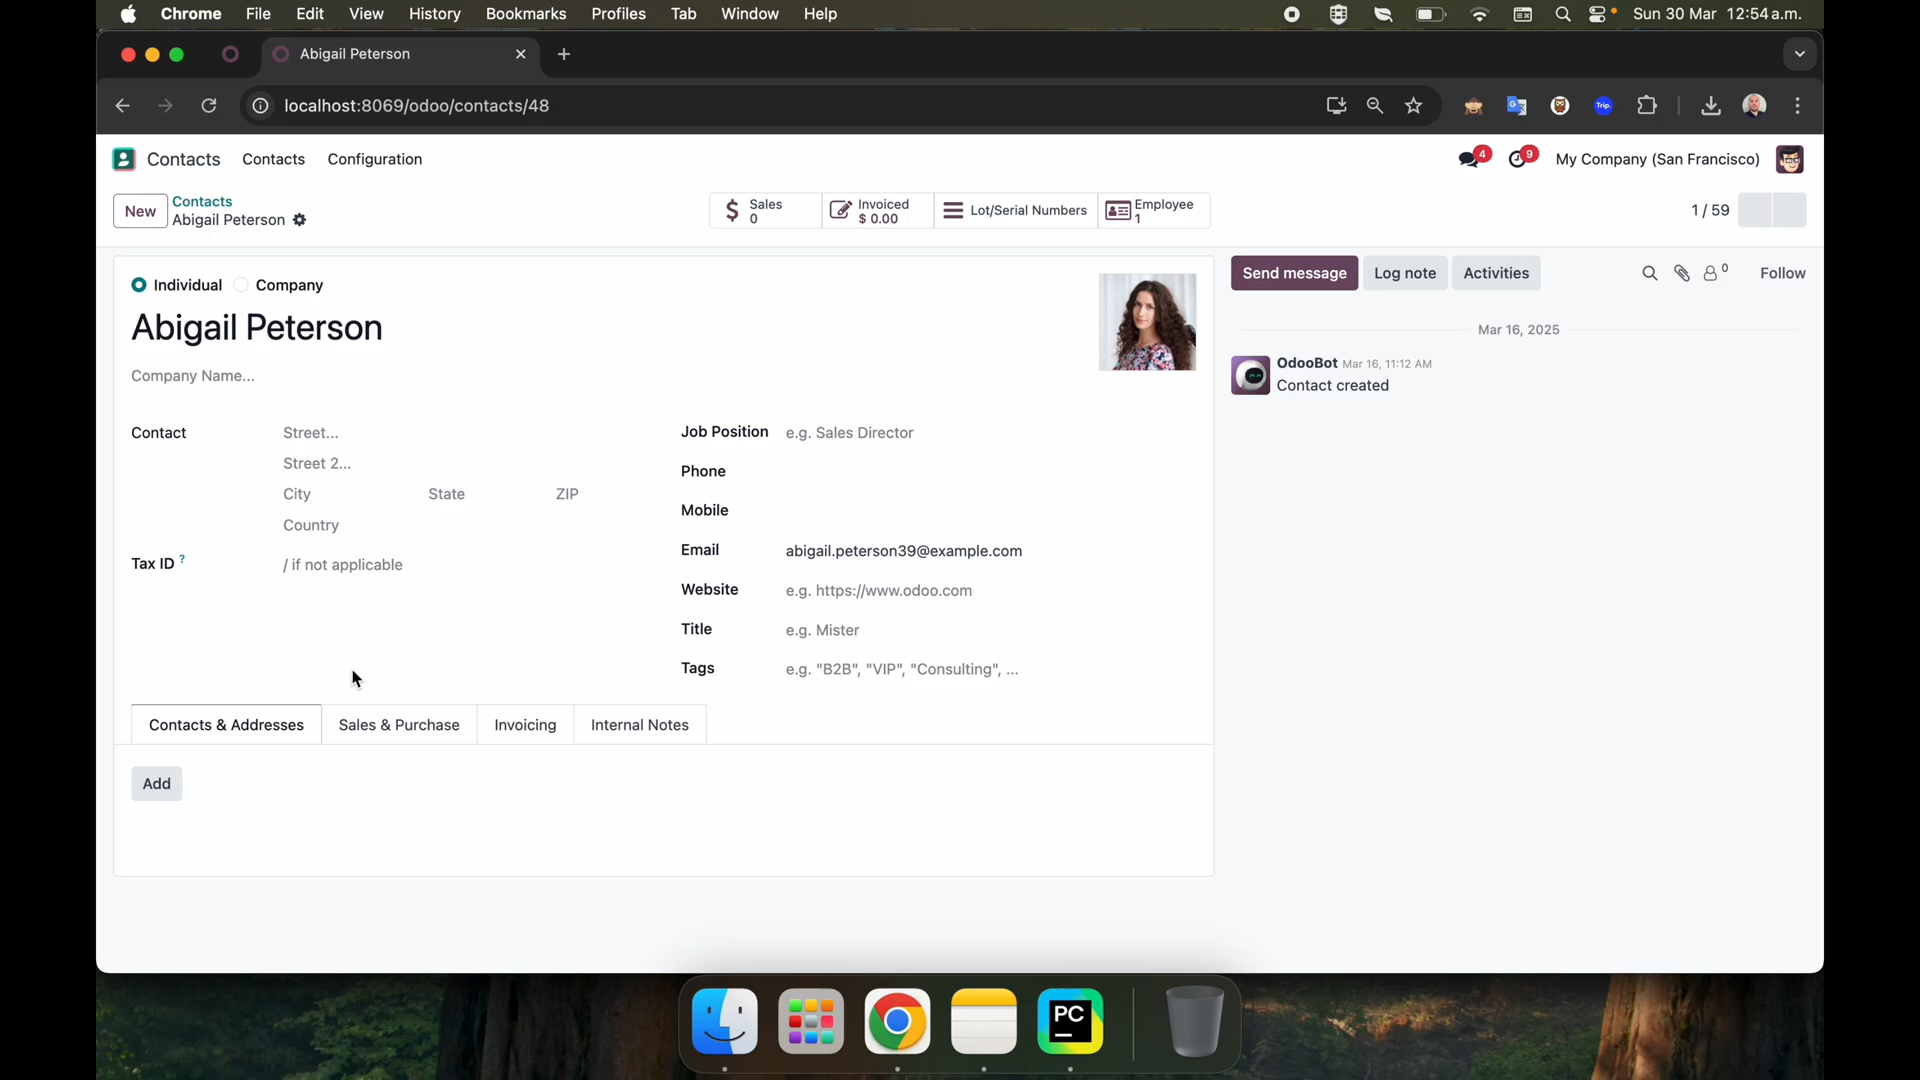 Chrome File Edit View History Bookmarks Profiles Tab Window Help Sun 30 Mar 12:54 a.m.
Abigail Peterson
localhost:8069/odoo/contacts/48
Trip.
Contacts Contacts Configuration 4 9 My Company (San Francisco)
New
Contacts
Abigail Peterson
Sales
0
Invoiced
$ 0.00
Lot/Serial Numbers
Employee
1
1 / 59
Individual Company
Abigail Peterson
Company Name...
Contact
Street...
Street 2...
City State ZIP
Country
Tax ID ?
/ if not applicable
Job Position e.g. Sales Director
Phone
Mobile
Email abigail.peterson39@example.com
Website e.g. https://www.odoo.com
Title e.g. Mister
Tags e.g. "B2B", "VIP", "Consulting", ...
Contacts & Addresses Sales & Purchase Invoicing Internal Notes
Add
Send message Log note Activities 0 Follow
Mar 16, 2025
OdooBot Mar 16, 11:12 AM
Contact created
PC